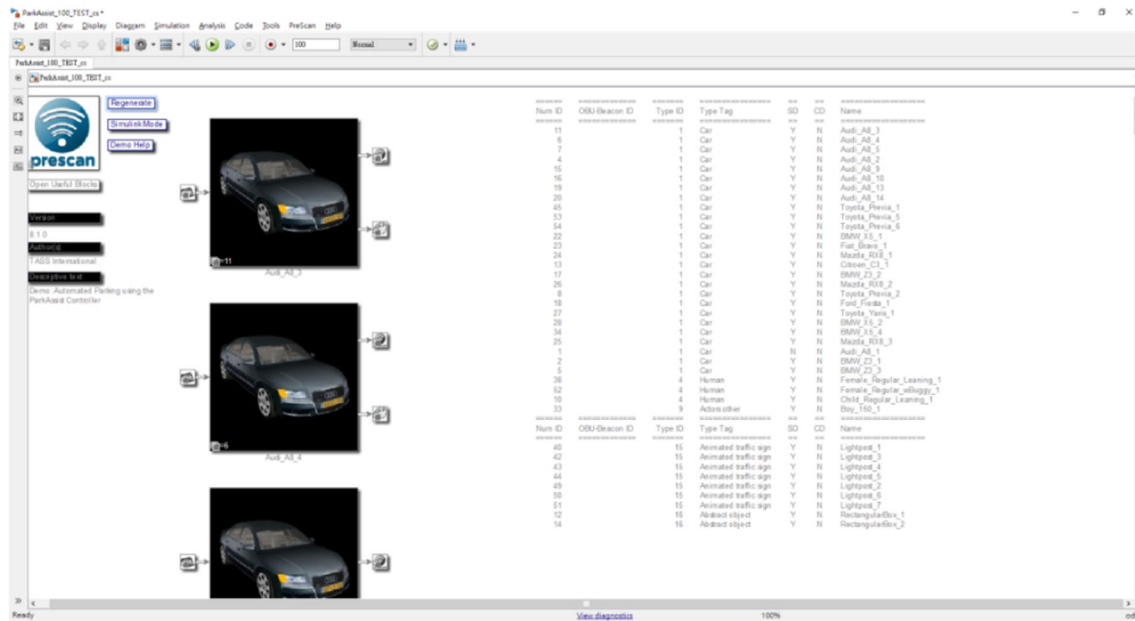 ParkAssist_100_TEST_cs *
File Edit View Display Diagram Simulation Analysis Code Tools PreScan Help
100 Normal
ParkAssist_100_TEST_cs
ParkAssist_100_TEST_cs
prescan
Regenerate
Simulink Mode
Demo Help
Open Useful Blocks
Version
8.1.0
Author(s)
TASS International
Descriptive text
Demo: Automated Parking using the
ParkAssist Controller
11
Audi_A8_3
6
Audi_A8_4
Num ID OBU-Beacon ID Type ID Type Tag SD CD Name
11 1 Car Y N Audi_A8_3
6 1 Car Y N Audi_A8_4
7 1 Car Y N Audi_A8_5
4 1 Car Y N Audi_A8_2
15 1 Car Y N Audi_A8_9
16 1 Car Y N Audi_A8_10
19 1 Car Y N Audi_A8_13
20 1 Car Y N Audi_A8_14
45 1 Car Y N Toyota_Previa_1
53 1 Car Y N Toyota_Previa_5
54 1 Car Y N Toyota_Previa_6
22 1 Car Y N BMW_X5_1
23 1 Car Y N Fiat_Bravo_1
24 1 Car Y N Mazda_RX8_1
13 1 Car Y N Citroen_C3_1
17 1 Car Y N BMW_Z3_2
26 1 Car Y N Mazda_RX8_2
8 1 Car Y N Toyota_Previa_2
18 1 Car Y N Ford_Fiesta_1
27 1 Car Y N Toyota_Yaris_1
28 1 Car Y N BMW_X5_2
34 1 Car Y N BMW_X5_4
25 1 Car Y N Mazda_RX8_3
1 1 Car N N Audi_A8_1
2 1 Car Y N BMW_Z3_1
5 1 Car Y N BMW_Z3_3
38 4 Human Y N Female_Regular_Leaning_1
52 4 Human Y N Female_Regular_wBuggy_1
10 4 Human Y N Child_Regular_Leaning_1
33 9 Actors other Y N Boy_150_1
Num ID OBU-Beacon ID Type ID Type Tag SD CD Name
40 15 Animated traffic sign Y N Lightpost_1
42 15 Animated traffic sign Y N Lightpost_3
43 15 Animated traffic sign Y N Lightpost_4
44 15 Animated traffic sign Y N Lightpost_5
49 15 Animated traffic sign Y N Lightpost_2
50 15 Animated traffic sign Y N Lightpost_6
51 15 Animated traffic sign Y N Lightpost_7
12 16 Abstract object Y N RectangularBox_1
14 16 Abstract object Y N RectangularBox_2
Ready View diagnostics 100%